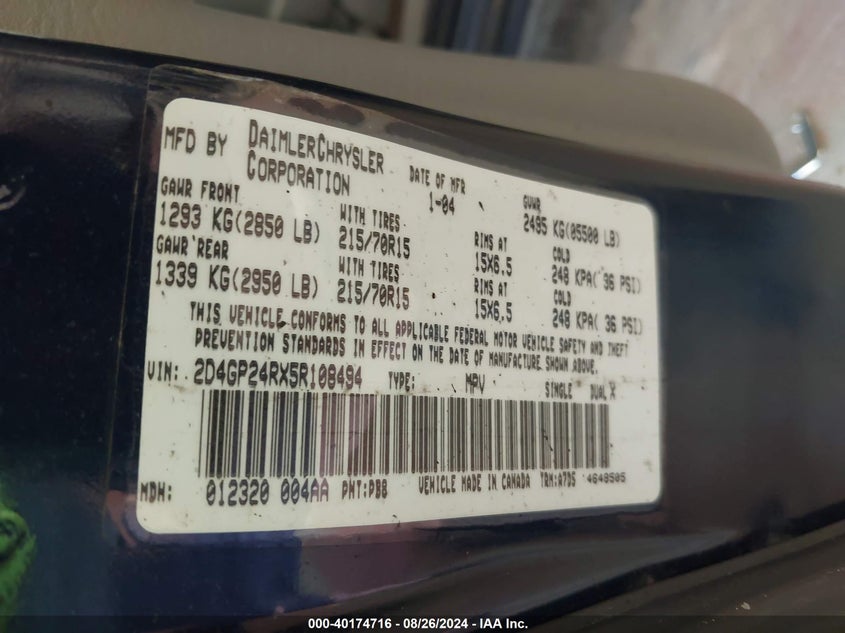 MFD BY DAIMLERCHRYSLER CORPORATION DATE OF MFR 1-04 GVWR 2495 KG(05500 LB)
GAWR FRONT WITH TIRES RIMS AT COLD
1293 KG(2850 LB) 215/70R15 15X6.5 248 KPA( 36 PSI)
GAWR REAR WITH TIRES RIMS AT COLD
1339 KG(2950 LB) 215/70R15 15X6.5 248 KPA( 36 PSI)
THIS VEHICLE CONFORMS TO ALL APPLICABLE FEDERAL MOTOR VEHICLE SAFETY AND THEFT
PREVENTION STANDARDS IN EFFECT ON THE DATE OF MANUFACTURE SHOWN ABOVE.
VIN: 2D4GP24RX5R108494 TYPE: MPV SINGLE DUAL X
MDH: 012320 004AA PNT:PB8 VEHICLE MADE IN CANADA TRM:A7D5 4649505
000-40174716 - 08/26/2024 - IAA Inc.